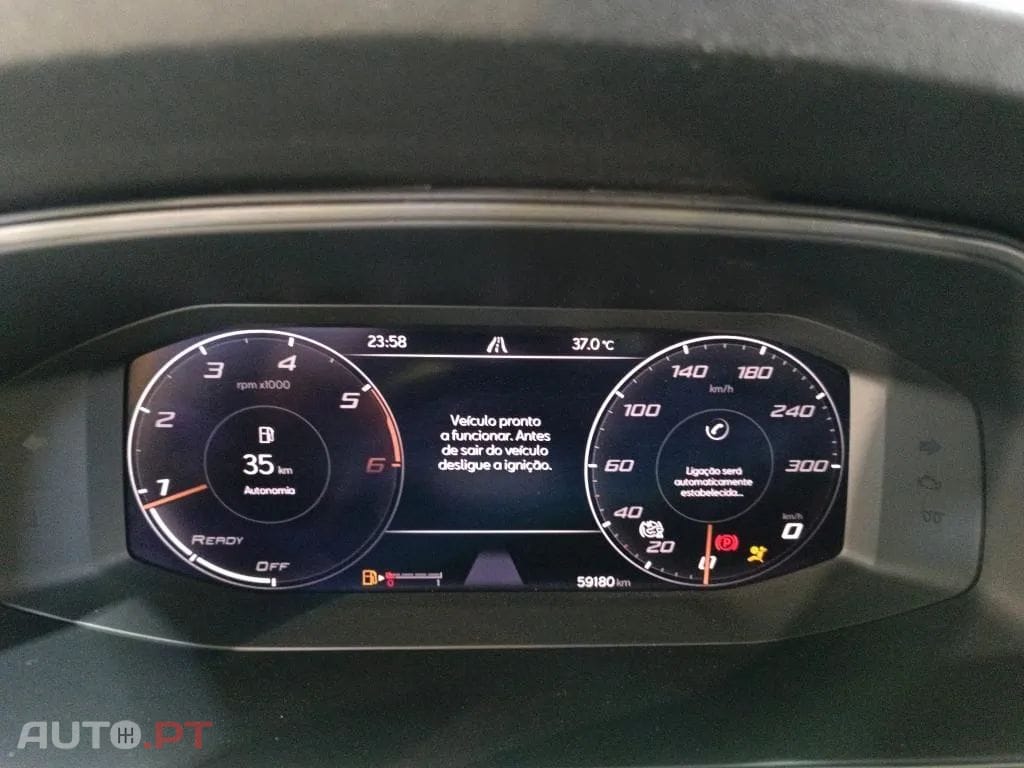 23:58
37.0 °C
1
2
3
4
5
6
rpm x1000
35 km
Autonomia
READY
OFF
Veículo pronto
a funcionar. Antes
de sair do veículo
desligue a ignição.
0
1
59180 km
20
40
60
100
140
180
240
300
km/h
Ligação será
automaticamente
estabelecida...
km/h
0
P
AUTO.PT